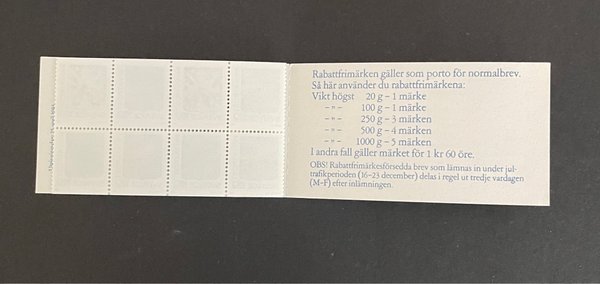 Rabattfrimärken gäller som porto för normalbrev.
Så här använder du rabattfrimärkena:
Vikt högst 20 g – 1 märke
–"– 100 g – 1 märke
–"– 250 g – 3 märken
–"– 500 g – 4 märken
–"– 1000 g – 5 märken
I andra fall gäller märket för 1 kr 60 öre.
OBS! Rabattfrimärkesförsedda brev som lämnas in under jul-
trafikperioden (16–23 december) delas i regel ut tredje vardagen
(M–F) efter inlämningen.